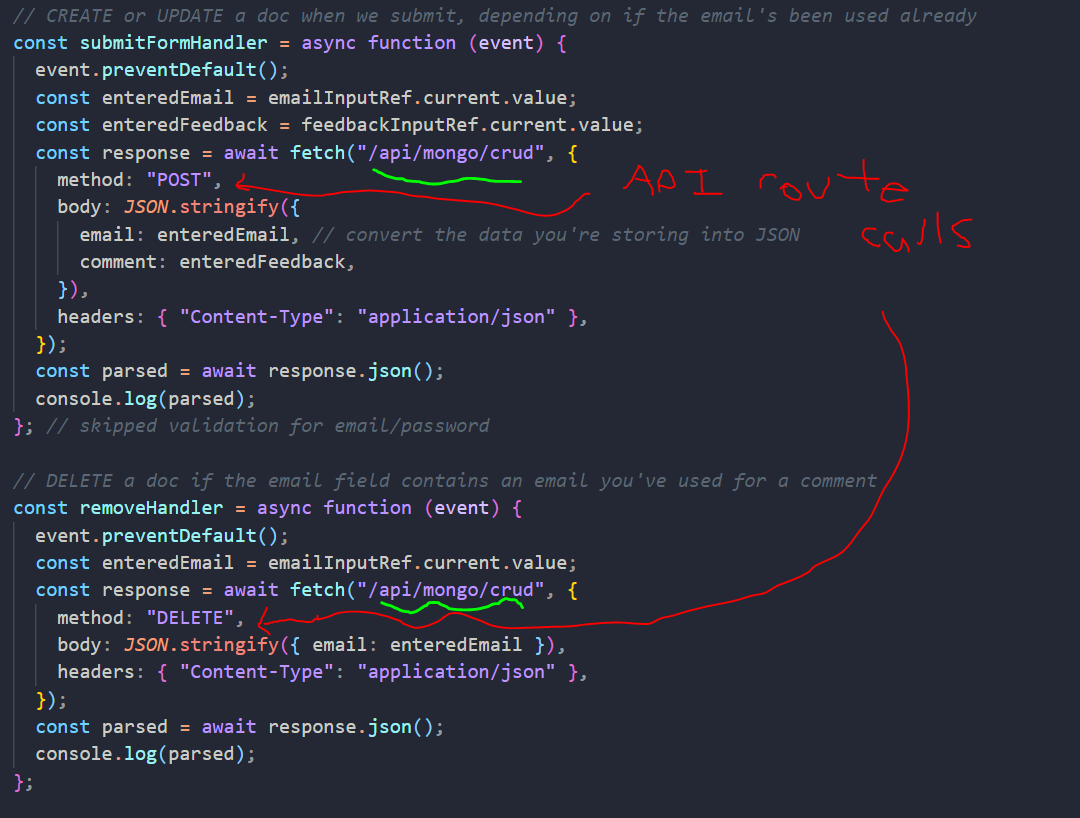 // CREATE or UPDATE a doc when we submit, depending on if the email's been used already
const submitFormHandler = async function (event) {
  event.preventDefault();
  const enteredEmail = emailInputRef.current.value;
  const enteredFeedback = feedbackInputRef.current.value;
  const response = await fetch("/api/mongo/crud", {
    method: "POST",
    body: JSON.stringify({
      email: enteredEmail, // convert the data you're storing into JSON
      comment: enteredFeedback,
    }),
    headers: { "Content-Type": "application/json" },
  });
  const parsed = await response.json();
  console.log(parsed);
}; // skipped validation for email/password
API route
calls
// DELETE a doc if the email field contains an email you've used for a comment
const removeHandler = async function (event) {
  event.preventDefault();
  const enteredEmail = emailInputRef.current.value;
  const response = await fetch("/api/mongo/crud", {
    method: "DELETE",
    body: JSON.stringify({ email: enteredEmail }),
    headers: { "Content-Type": "application/json" },
  });
  const parsed = await response.json();
  console.log(parsed);
};